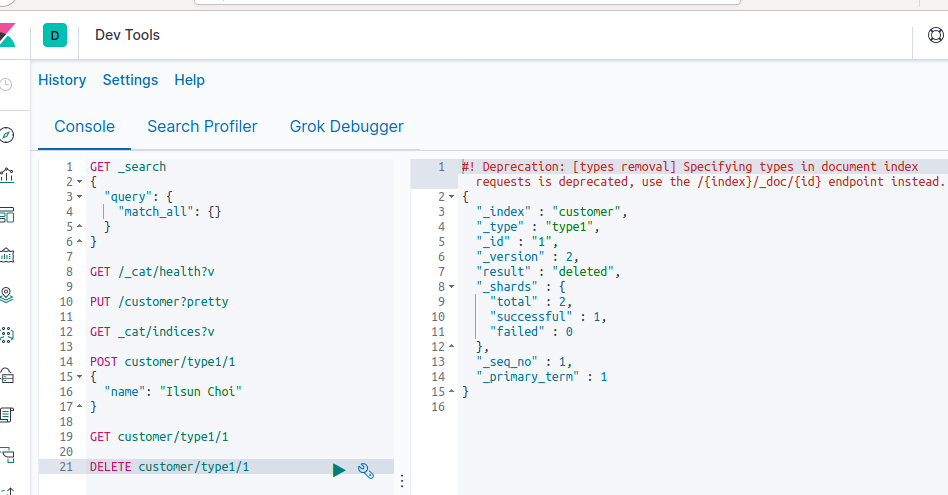 D Dev Tools
History Settings Help
Console Search Profiler Grok Debugger
1 GET _search
2 {
3 "query": {
4 "match_all": {}
5 }
6 }
7
8 GET /_cat/health?v
9
10 PUT /customer?pretty
11
12 GET _cat/indices?v
13
14 POST customer/type1/1
15 {
16 "name": "Ilsun Choi"
17 }
18
19 GET customer/type1/1
20
21 DELETE customer/type1/1
1 #! Deprecation: [types removal] Specifying types in document index
requests is deprecated, use the /{index}/_doc/{id} endpoint instead.
2 {
3 "_index" : "customer",
4 "_type" : "type1",
5 "_id" : "1",
6 "_version" : 2,
7 "result" : "deleted",
8 "_shards" : {
9 "total" : 2,
10 "successful" : 1,
11 "failed" : 0
12 },
13 "_seq_no" : 1,
14 "_primary_term" : 1
15 }
16